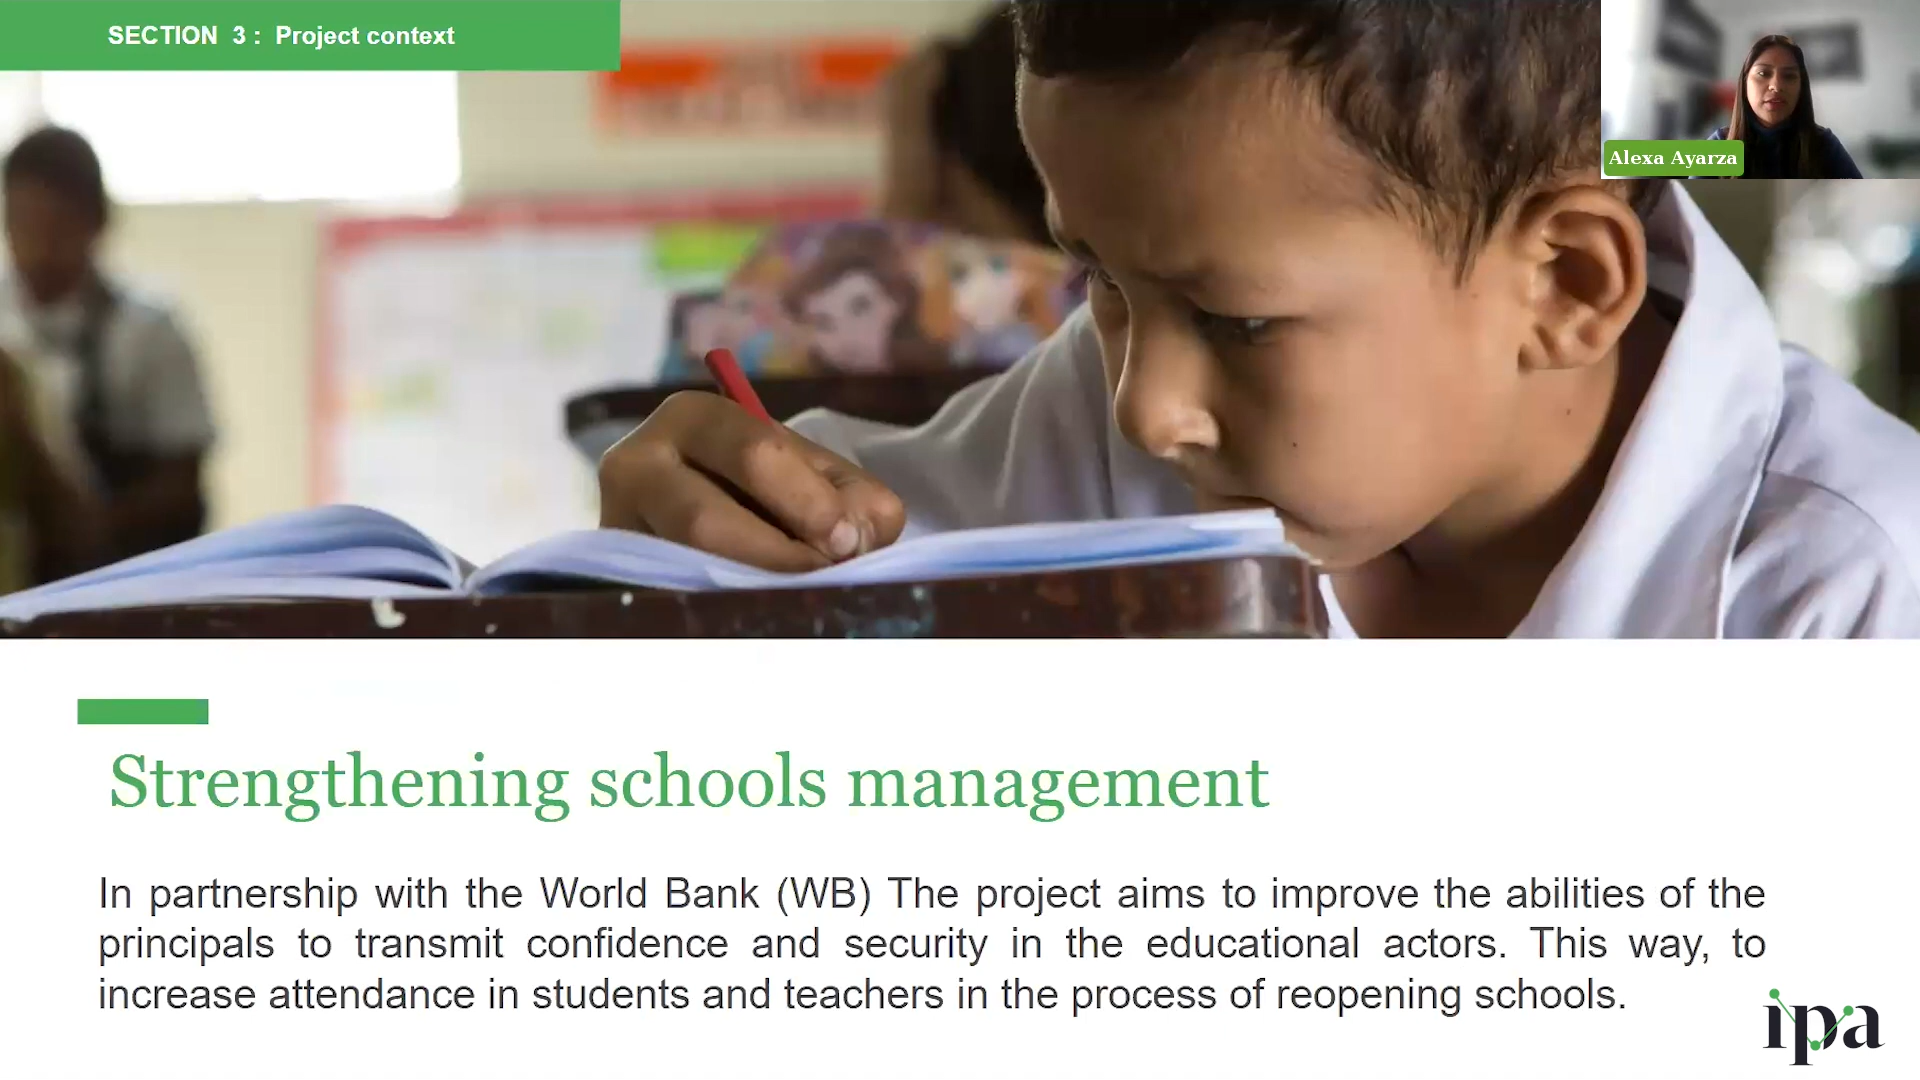 SECTION 3 : Project context
Alexa Ayarza
Strengthening schools management
In partnership with the World Bank (WB) The project aims to improve the abilities of the
principals to transmit confidence and security in the educational actors. This way, to
increase attendance in students and teachers in the process of reopening schools.
ipa